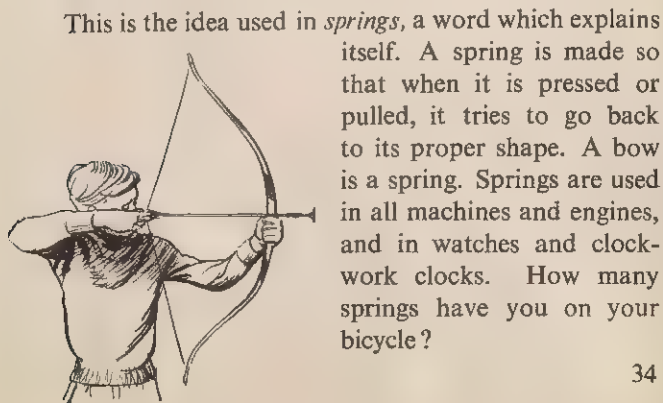 This is the idea used in springs, a word which explains
itself. A spring is made so
that when it is pressed or
pulled, it tries to go back
to its proper shape. A bow
is a spring. Springs are used
in all machines and engines,
and in watches and clock-
work clocks. How many
springs have you on your
bicycle?
34